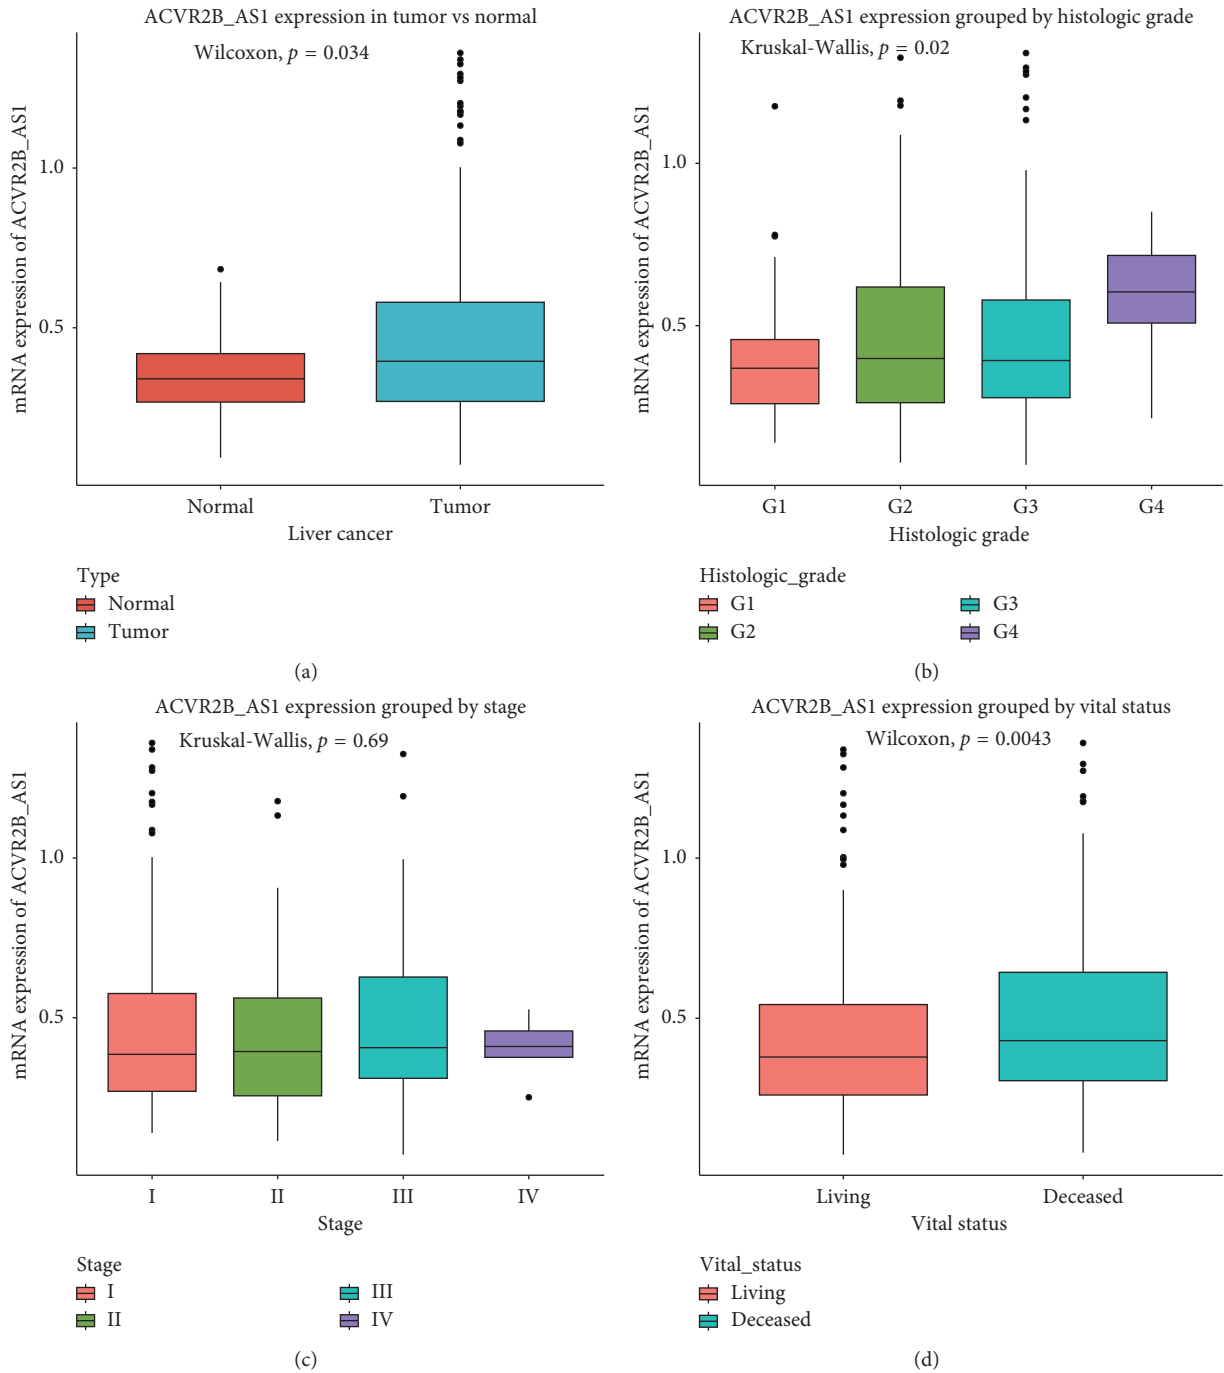 ACVR2B_AS1 expression in tumor vs normal
Wilcoxon, p = 0.034
mRNA expression of ACVR2B_AS1
1.0
0.5
Normal
Tumor
Liver cancer
Type
Normal
Tumor
(a)
ACVR2B_AS1 expression grouped by histologic grade
Kruskal-Wallis, p = 0.02
mRNA expression of ACVR2B_AS1
1.0
0.5
G1
G2
G3
G4
Histologic grade
Histologic_grade
G1
G2
G3
G4
(b)
ACVR2B_AS1 expression grouped by stage
Kruskal-Wallis, p = 0.69
mRNA expression of ACVR2B_AS1
1.0
0.5
I
II
III
IV
Stage
Stage
I
II
III
IV
(c)
ACVR2B_AS1 expression grouped by vital status
Wilcoxon, p = 0.0043
mRNA expression of ACVR2B_AS1
1.0
0.5
Living
Deceased
Vital status
Vital_status
Living
Deceased
(d)